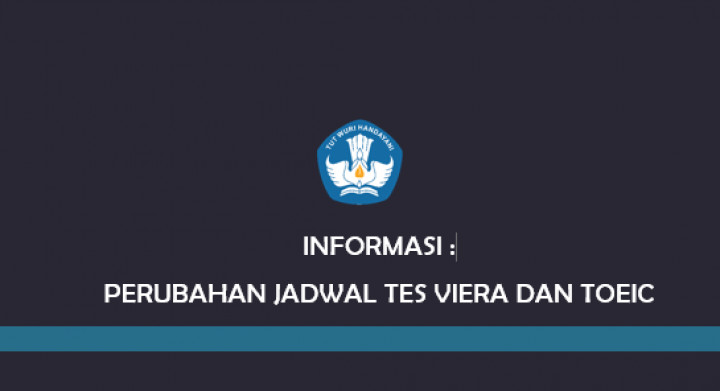 TUT WURI HANDAYANI
INFORMASI :
PERUBAHAN JADWAL TES VIERA DAN TOEIC